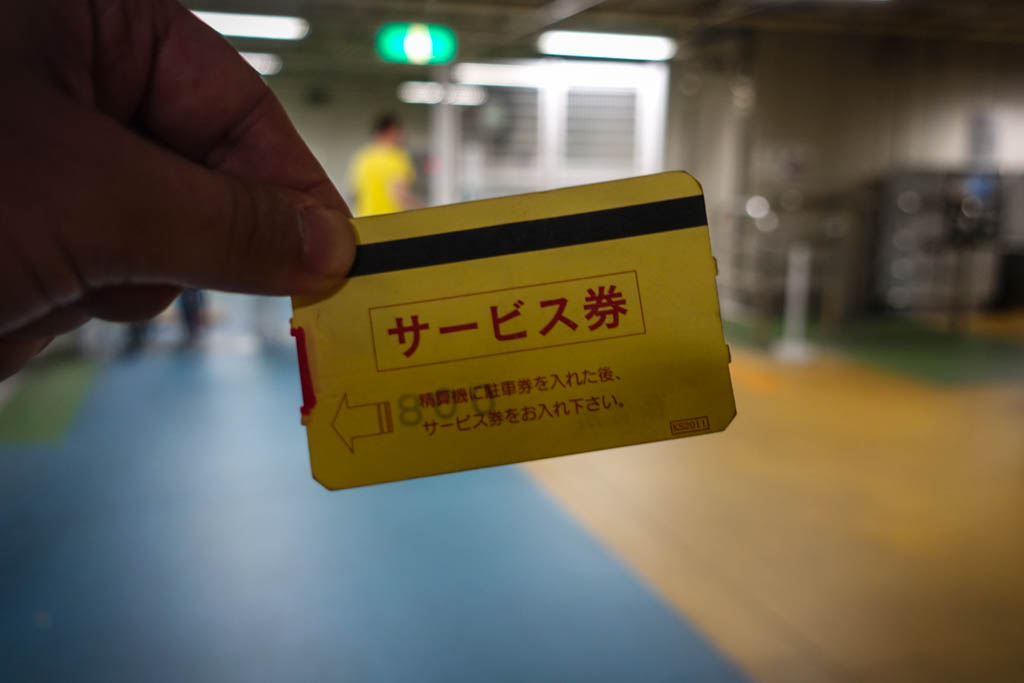 サービス券
精算機に駐車券を入れた後、
サービス券をお入れ下さい。
KS2011